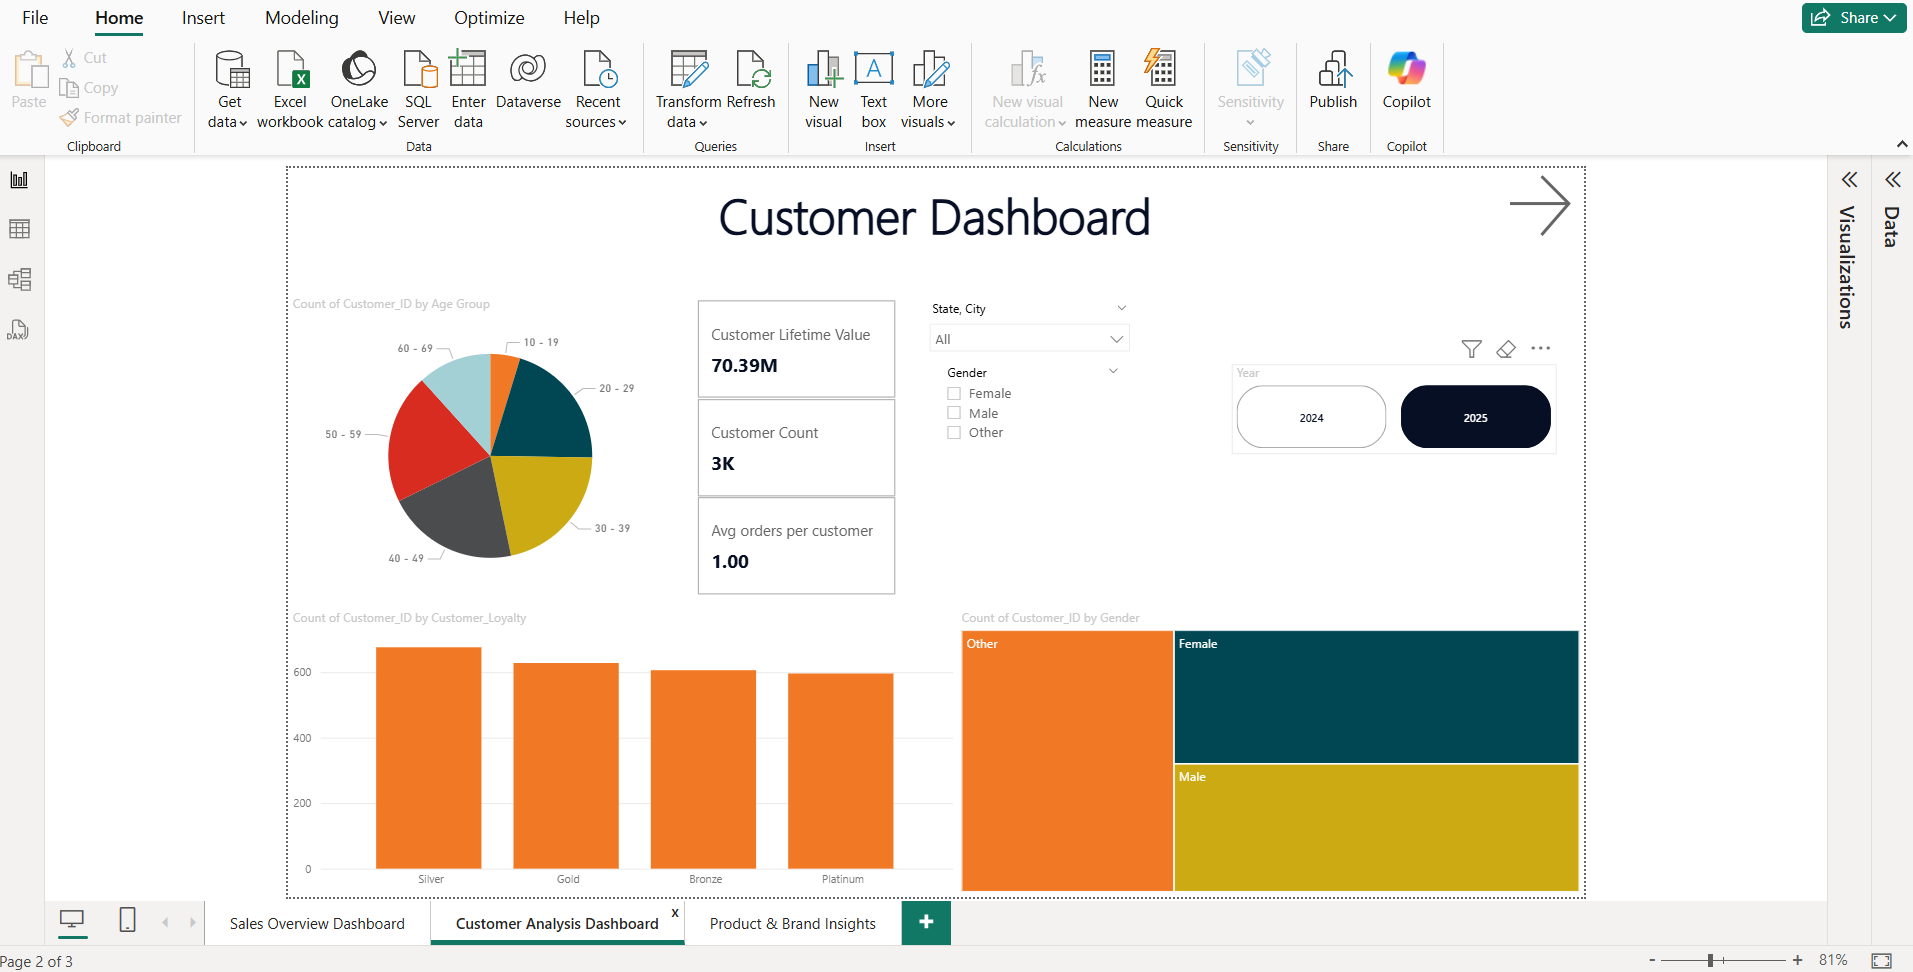 File Home Insert Modeling View Optimize Help Share
Paste
Cut
Copy
Format painter
Clipboard
Get data
Excel workbook
OneLake catalog
SQL Server
Enter data
Dataverse
Recent sources
Data
Transform data
Refresh
Queries
New visual
Text box
More visuals
Insert
New visual calculation
New measure
Quick measure
Calculations
Sensitivity
Sensitivity
Publish
Share
Copilot
Copilot
DAX
Customer Dashboard
Visualizations
Data
Count of Customer_ID by Age Group
10 - 19
20 - 29
30 - 39
40 - 49
50 - 59
60 - 69
Customer Lifetime Value
70.39M
Customer Count
3K
Avg orders per customer
1.00
State, City
All
Gender
Female
Male
Other
Year
2024
2025
Count of Customer_ID by Customer_Loyalty
600
400
200
0
Silver Gold Bronze Platinum
Count of Customer_ID by Gender
Other
Female
Male
Sales Overview Dashboard
Customer Analysis Dashboard x
Product & Brand Insights
+
Page 2 of 3
- + 81%